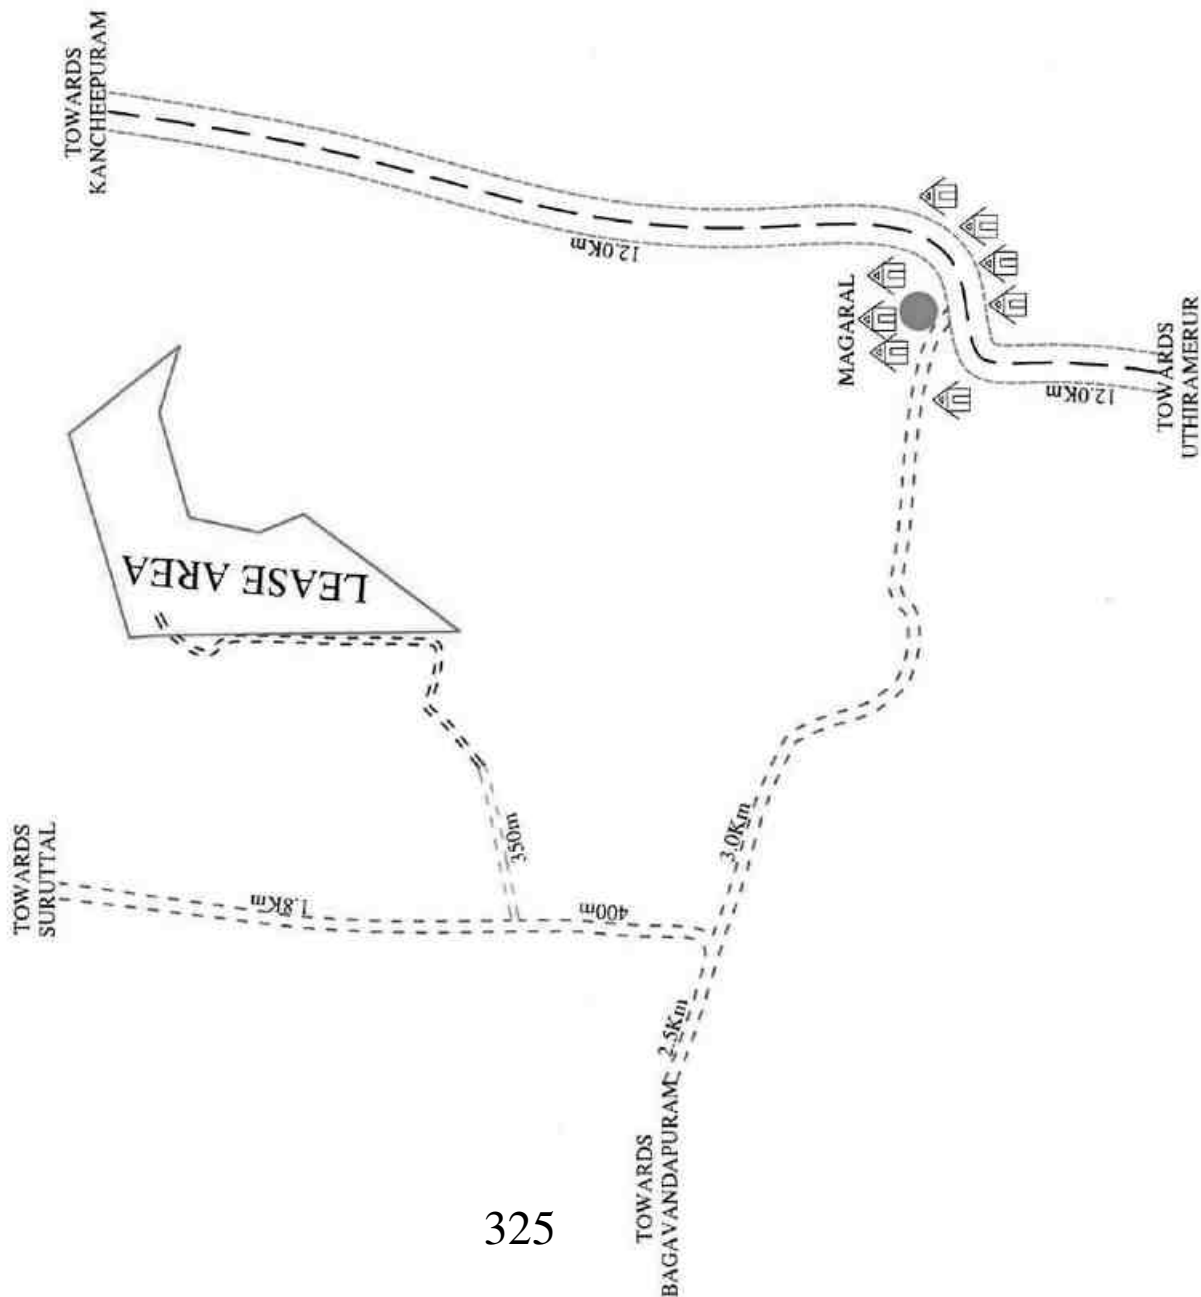 TOWARDS
KANCHEEPURAM
12.0Km
MAGARAL
12.0Km
TOWARDS
UTHIRAMERUR
LEASE AREA
TOWARDS
SURUTTAL
1.8Km
350m
400m
3.0Km
2.5Km
TOWARDS
BAGAVANDAPURAM
325